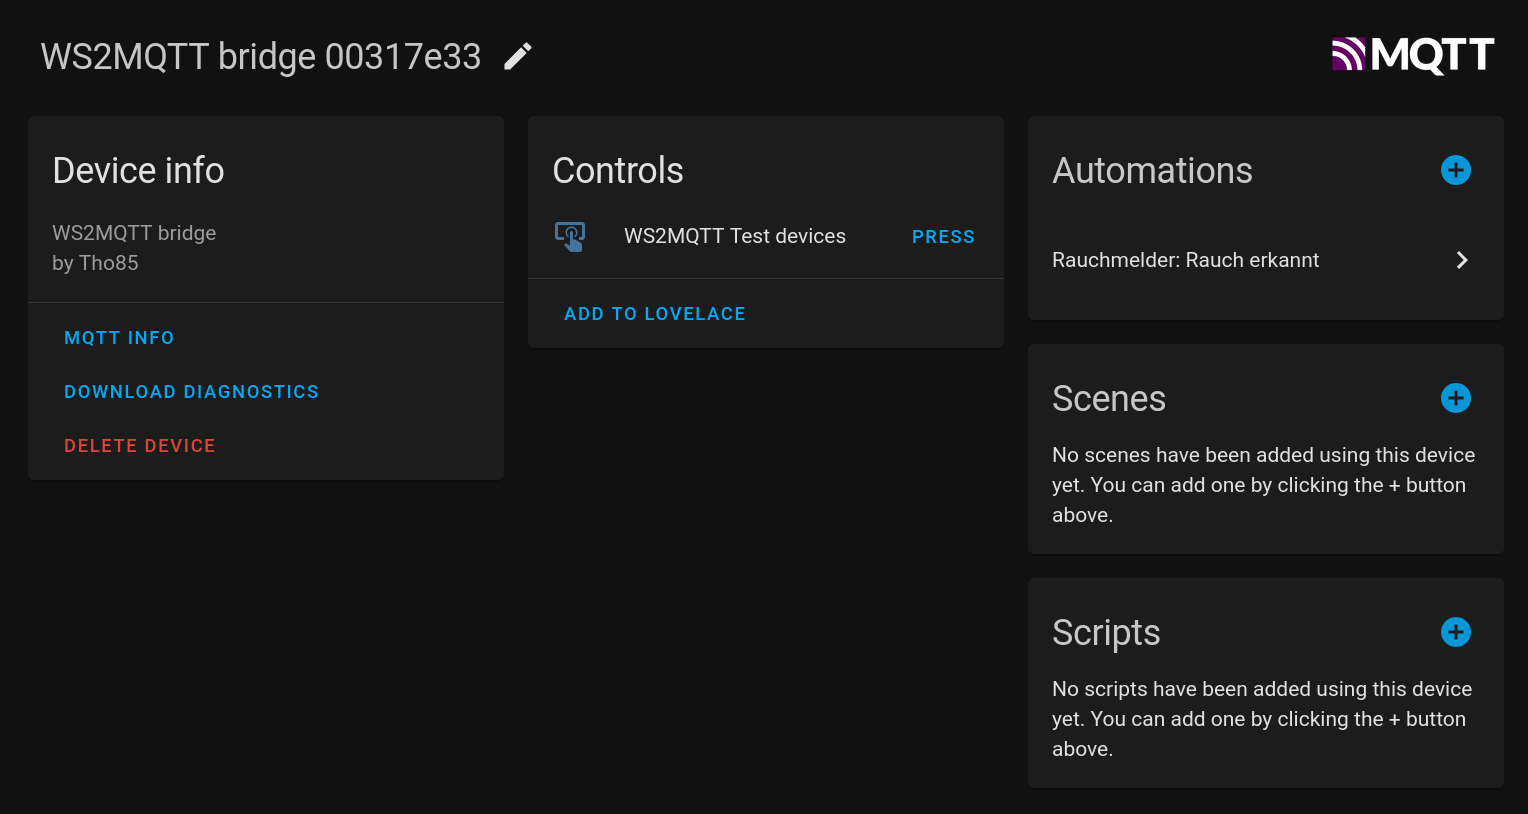 WS2MQTT bridge 00317e33
MQTT
Device info
WS2MQTT bridge
by Tho85
MQTT INFO
DOWNLOAD DIAGNOSTICS
DELETE DEVICE
Controls
WS2MQTT Test devices
PRESS
ADD TO LOVELACE
Automations
Rauchmelder: Rauch erkannt
Scenes
No scenes have been added using this device
yet. You can add one by clicking the + button
above.
Scripts
No scripts have been added using this device
yet. You can add one by clicking the + button
above.